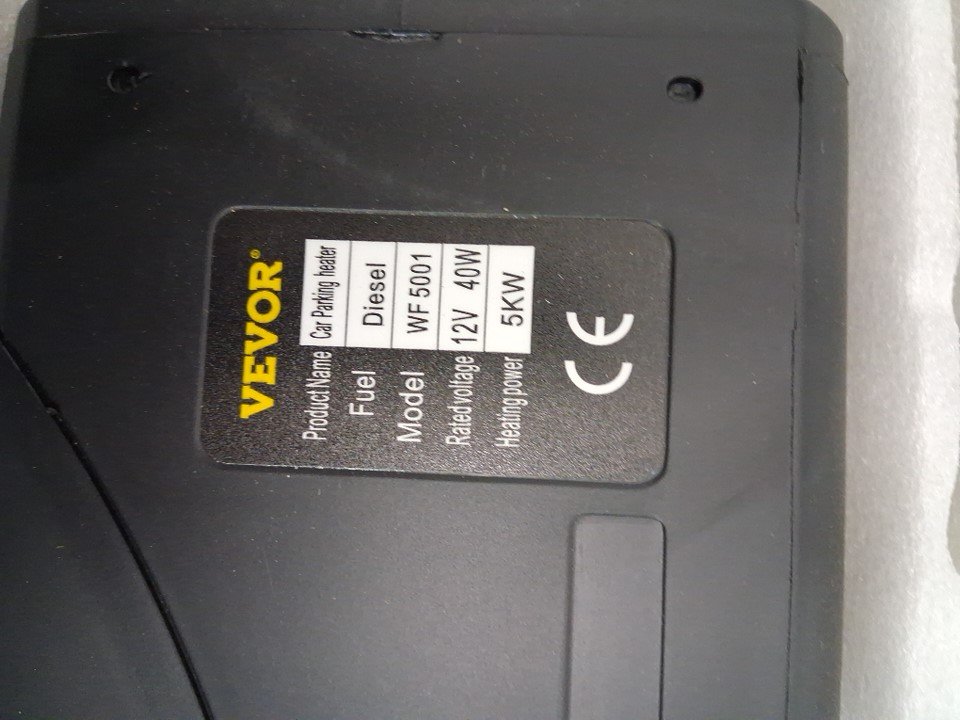 VEVOR®
Product Name Car Parking heater
Fuel Diesel
Model WF 5001
Rated voltage 12V 40W
Heating power 5KW
CE